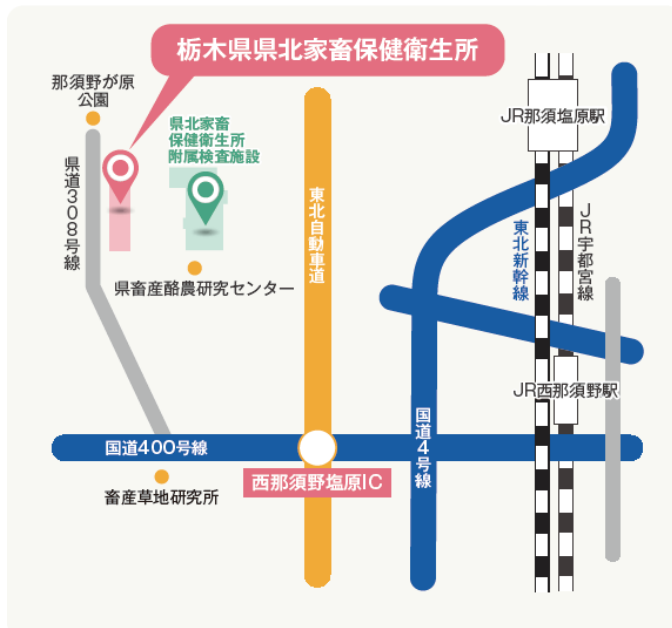 栃木県県北家畜保健衛生所
那須野が原
公園
県北家畜
保健衛生所
附属検査施設
JR那須塩原駅
県道308号線
東北自動車道
東北新幹線
JR宇都宮線
県畜産酪農研究センター
JR西那須野駅
国道4号線
国道400号線
西那須野塩原IC
畜産草地研究所